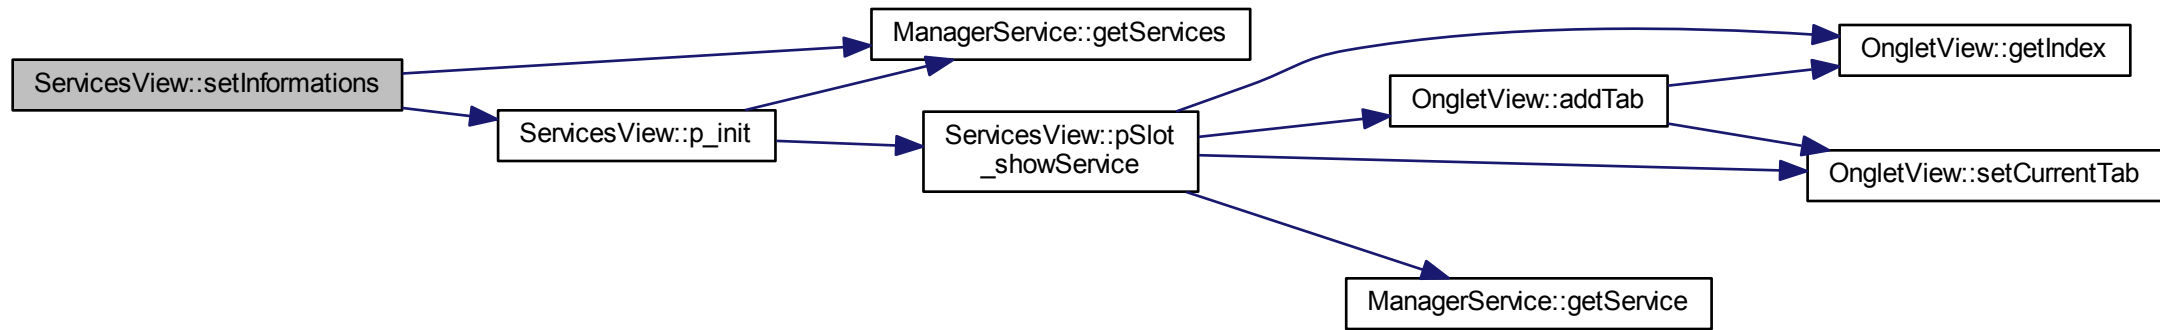 ServicesView::setInformations
ManagerService::getServices
ServicesView::p_init
ServicesView::pSlot
_showService
OngletView::addTab
OngletView::getIndex
OngletView::setCurrentTab
ManagerService::getService